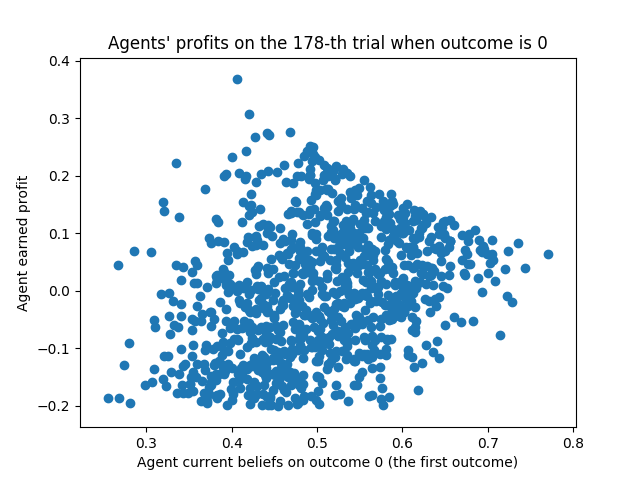 Agents' profits on the 178-th trial when outcome is 0
0.4
0.3
0.2
0.1
0.0
−0.1
−0.2
Agent earned profit
0.3 0.4 0.5 0.6 0.7 0.8
Agent current beliefs on outcome 0 (the first outcome)